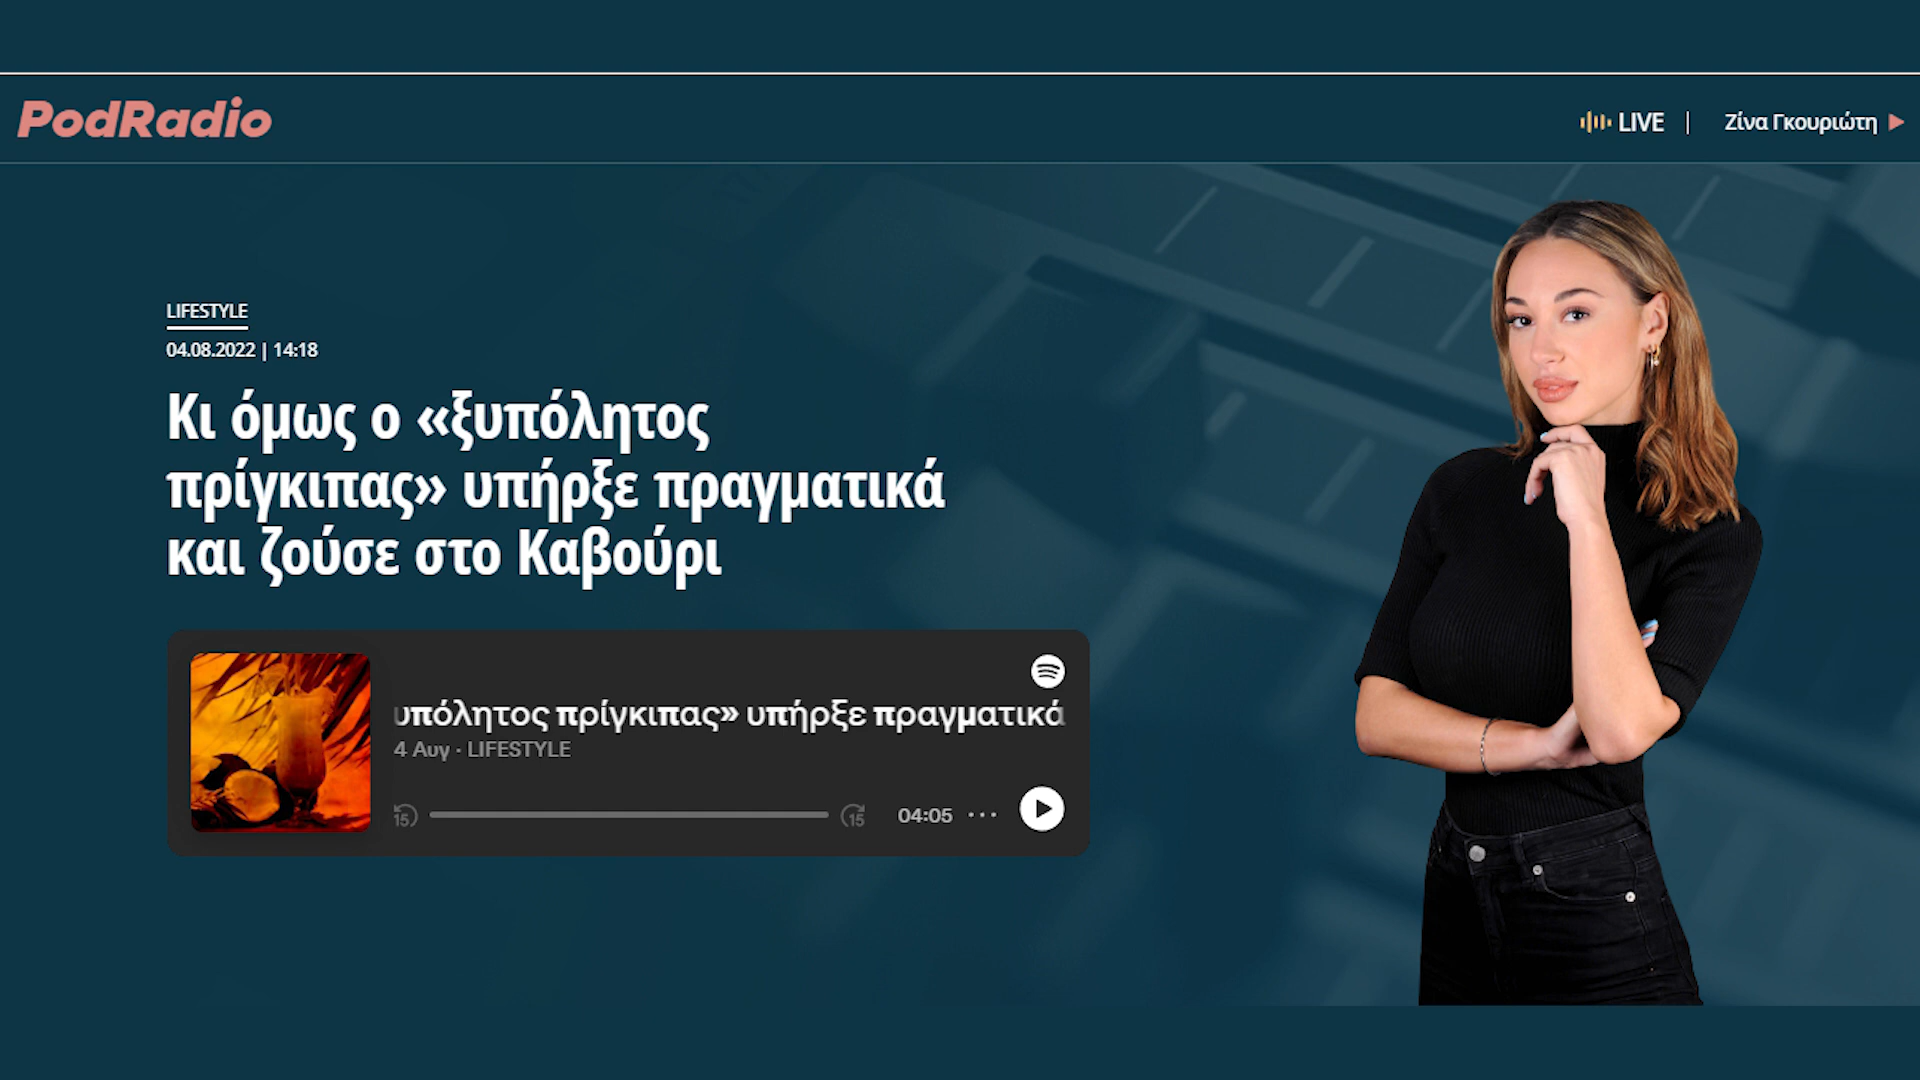 PodRadio
LIVE | Ζίνα Γκουριώτη
LIFESTYLE
04.08.2022 | 14:18
Κι όμως ο «ξυπόλητος
πρίγκιπας» υπήρξε πραγματικά
και ζούσε στο Καβούρι
υπόλητος πρίγκιπας» υπήρξε πραγματικά
4 Αυγ · LIFESTYLE
15 15 04:05